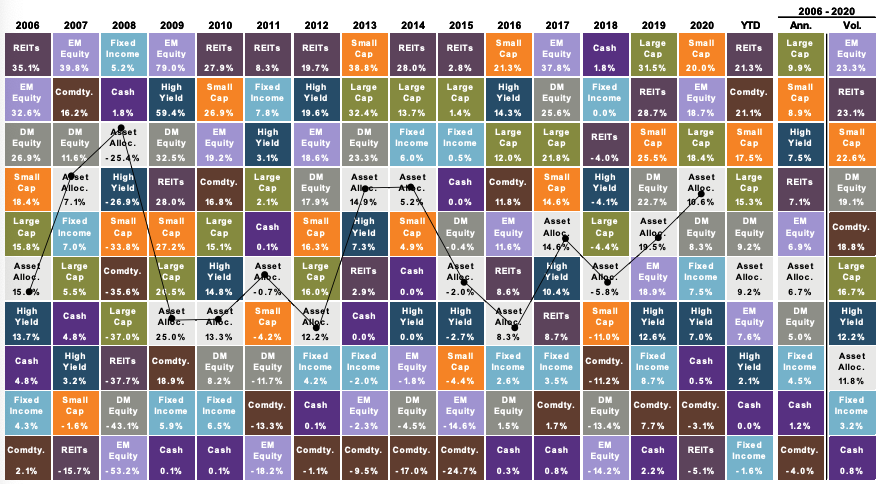 2006 - 2020
2006 2007 2008 2009 2010 2011 2012 2013 2014 2015 2016 2017 2018 2019 2020 YTD Ann. Vol.
REITs 35.1% EM Equity 39.8% Fixed Income 5.2% EM Equity 79.0% REITs 27.9% REITs 8.3% REITs 19.7% Small Cap 38.8% REITs 28.0% REITs 2.8% Small Cap 21.3% EM Equity 37.8% Cash 1.8% Large Cap 31.5% Small Cap 20.0% REITs 21.3% Large Cap 9.9% EM Equity 23.3%
EM Equity 32.6% Comdty. 16.2% Cash 1.8% High Yield 59.4% Small Cap 26.9% Fixed Income 7.8% High Yield 19.6% Large Cap 32.4% Large Cap 13.7% Large Cap 1.4% High Yield 14.3% DM Equity 25.6% Fixed Income 0.0% REITs 28.7% EM Equity 18.7% Comdty. 21.1% Small Cap 8.9% REITs 23.1%
DM Equity 26.9% DM Equity 11.6% Asset Alloc. -25.4% DM Equity 32.5% EM Equity 19.2% High Yield 3.1% EM Equity 18.6% DM Equity 23.3% Fixed Income 6.0% Fixed Income 0.5% Large Cap 12.0% Large Cap 21.8% REITs -4.0% Small Cap 25.5% Large Cap 18.4% Small Cap 17.5% High Yield 7.5% Small Cap 22.6%
Small Cap 18.4% Asset Alloc. 7.1% High Yield -26.9% REITs 28.0% Comdty. 16.8% Large Cap 2.1% DM Equity 17.9% Asset Alloc. 14.9% Asset Alloc. 5.2% Cash 0.0% Comdty. 11.8% Small Cap 14.6% High Yield -4.1% DM Equity 22.7% Asset Alloc. 10.6% Large Cap 15.3% REITs 7.1% DM Equity 19.1%
Large Cap 15.8% Fixed Income 7.0% Small Cap -33.8% Small Cap 27.2% Large Cap 15.1% Cash 0.1% Small Cap 16.3% High Yield 7.3% Small Cap 4.9% DM Equity -0.4% EM Equity 11.6% Asset Alloc. 14.6% Large Cap -4.4% Asset Alloc. 19.5% DM Equity 8.3% DM Equity 9.2% EM Equity 6.9% Comdty. 18.8%
Asset Alloc. Large Cap 5.5% Comdty. -35.6% Large Cap High Yield 14.8% Asset Alloc. -0.7% Large Cap 16.0% REITs 2.9% Cash 0.0% Asset Alloc. -2.0% REITs 8.6% High Yield 10.4% Asset Alloc. -5.8% EM Equity 18.9% Fixed Income 7.5% Asset Alloc. 9.2% Asset Alloc. 6.7% Large Cap 16.7%
High Yield 13.7% Cash 4.8% Large Cap -37.0% Asset Alloc. 25.0% Asset Alloc. 13.3% Small Cap -4.2% Asset Alloc. 12.2% Cash 0.0% High Yield 0.0% High Yield -2.7% Asset Alloc. 8.3% REITs 8.7% Small Cap -11.0% High Yield 12.6% High Yield 7.0% EM Equity 7.6% DM Equity 5.0% High Yield 12.2%
Cash 4.8% High Yield 3.2% REITs -37.7% Comdty. 18.9% DM Equity 8.2% DM Equity -11.7% Fixed Income 4.2% Fixed Income -2.0% EM Equity -1.8% Small Cap -4.4% Fixed Income 2.6% Fixed Income 3.5% Comdty. -11.2% Fixed Income 8.7% Cash 0.5% High Yield 2.1% Fixed Income 4.5% Asset Alloc. 11.8%
Fixed Income 4.3% Small Cap -1.6% DM Equity -43.1% Fixed Income 5.9% Fixed Income 6.5% Comdty. -13.3% Cash 0.1% EM Equity -2.3% DM Equity -4.5% EM Equity -14.6% DM Equity 1.5% Comdty. 1.7% DM Equity -13.4% Comdty. 7.7% Comdty. -3.1% Cash 0.0% Cash 1.2% Fixed Income 3.2%
Comdty. 2.1% REITs -15.7% EM Equity -53.2% Cash 0.1% Cash 0.1% EM Equity -18.2% Comdty. -1.1% Comdty. -9.5% Comdty. -17.0% Comdty. -24.7% Cash 0.3% Cash 0.8% EM Equity -14.2% Cash 2.2% REITs -5.1% Fixed Income -1.6% Comdty. -4.0% Cash 0.8%